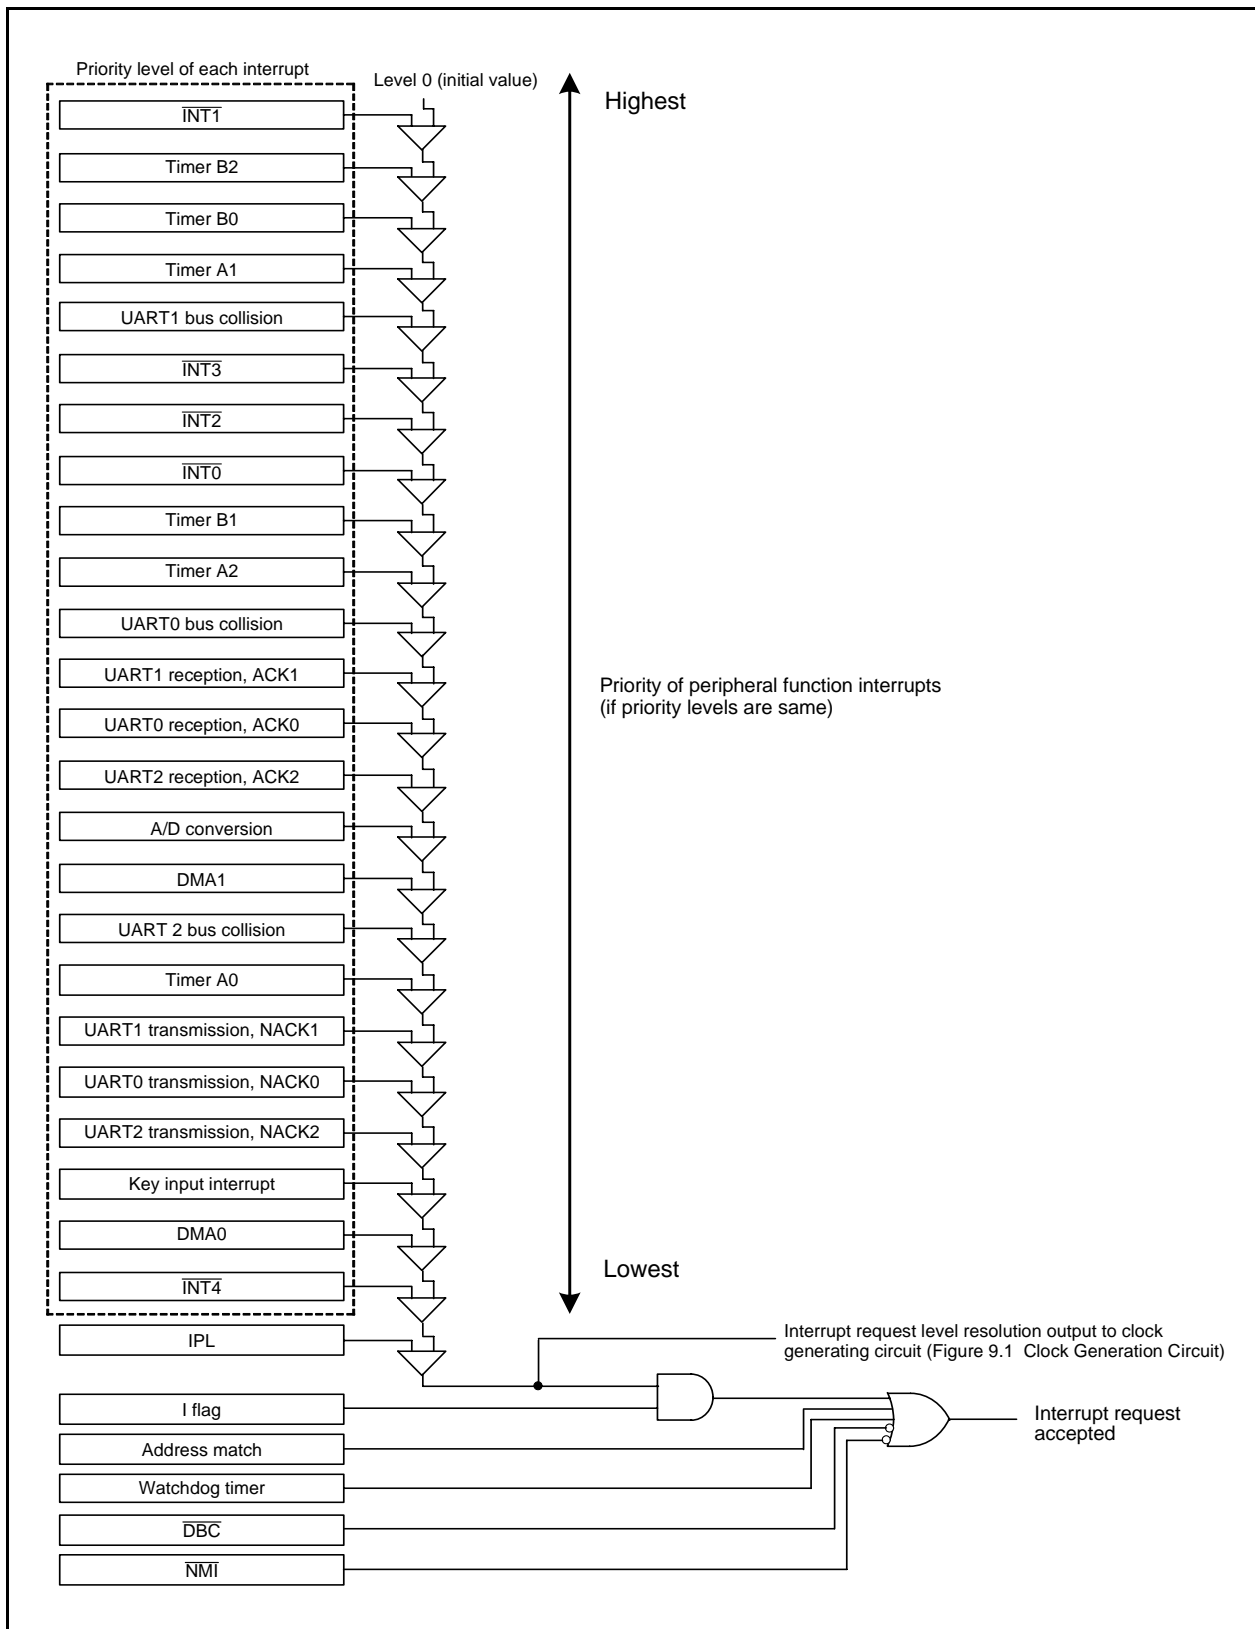 Priority level of each interrupt
Level 0 (initial value)
Highest
INT1
Timer B2
Timer B0
Timer A1
UART1 bus collision
INT3
INT2
INT0
Timer B1
Timer A2
UART0 bus collision
UART1 reception, ACK1
UART0 reception, ACK0
UART2 reception, ACK2
A/D conversion
DMA1
UART 2 bus collision
Timer A0
UART1 transmission, NACK1
UART0 transmission, NACK0
UART2 transmission, NACK2
Key input interrupt
DMA0
INT4
Priority of peripheral function interrupts
(if priority levels are same)
Lowest
IPL
Interrupt request level resolution output to clock
generating circuit (Figure 9.1 Clock Generation Circuit)
I flag
Address match
Watchdog timer
DBC
NMI
Interrupt request
accepted